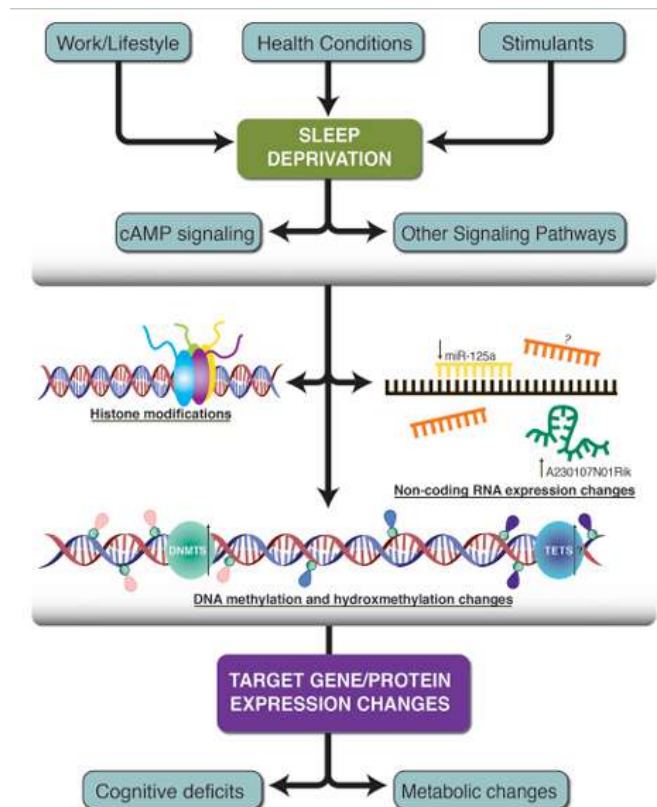 Work/Lifestyle
Health Conditions
Stimulants
SLEEP
DEPRIVATION
cAMP signaling
Other Signaling Pathways
?
miR-125a
Histone modifications
A230107N01Rik
Non-coding RNA expression changes
DNMTS
TETS
?
DNA methylation and hydroxmethylation changes
TARGET GENE/PROTEIN
EXPRESSION CHANGES
Cognitive deficits
Metabolic changes